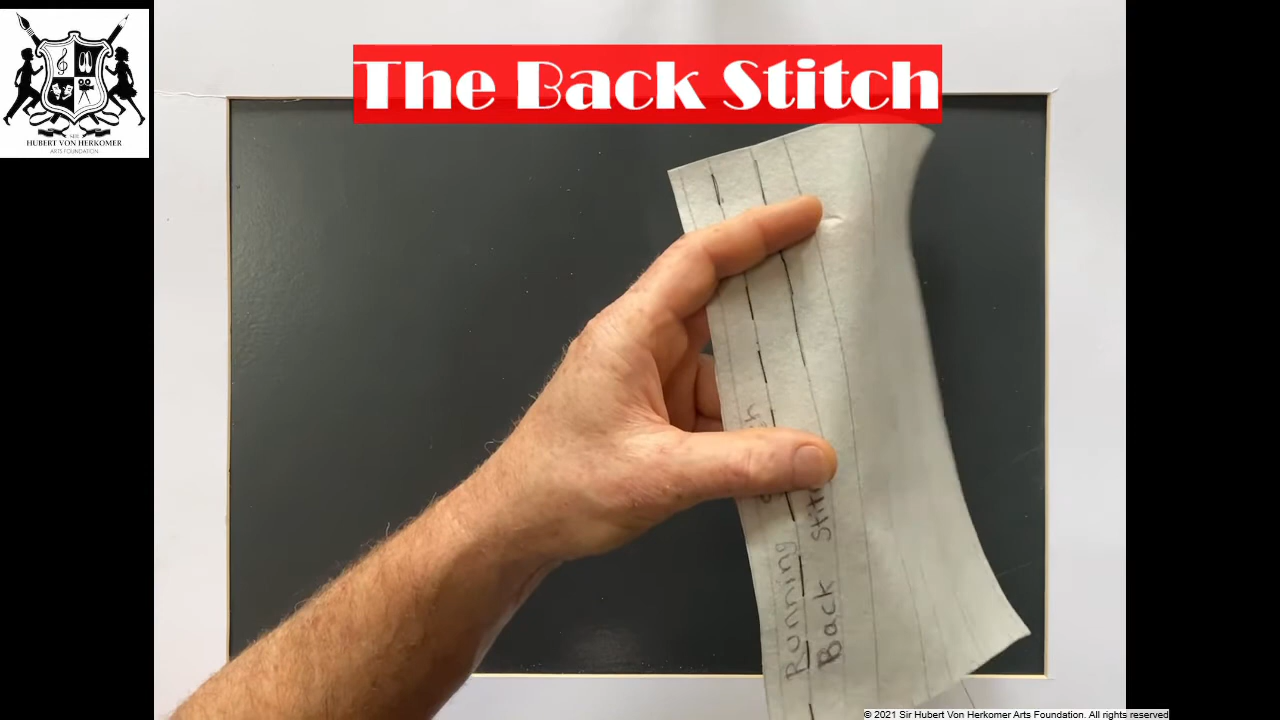 The Back Stitch
SIR
HUBERT VON HERKOMER
ARTS FOUNDATION
Running
Back
© 2021 Sir Hubert Von Herkomer Arts Foundation. All rights reserved